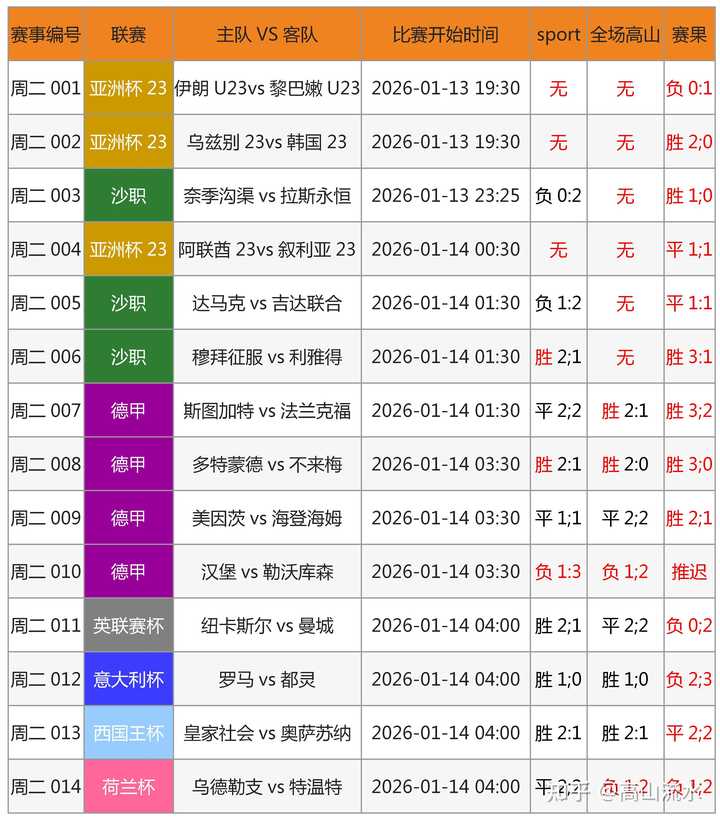 赛事编号 联赛 主队 VS 客队 比赛开始时间 sport 全场高山 赛果
周二 001 亚洲杯 23 伊朗 U23vs 黎巴嫩 U23 2026-01-13 19:30 无 无 负 0:1
周二 002 亚洲杯 23 乌兹别 23vs 韩国 23 2026-01-13 19:30 无 无 胜 2;0
周二 003 沙职 奈季沟渠 vs 拉斯永恒 2026-01-13 23:25 负 0:2 无 胜 1;0
周二 004 亚洲杯 23 阿联酋 23vs 叙利亚 23 2026-01-14 00:30 无 无 平 1;1
周二 005 沙职 达马克 vs 吉达联合 2026-01-14 01:30 负 1:2 无 平 1:1
周二 006 沙职 穆拜征服 vs 利雅得 2026-01-14 01:30 胜 2;1 无 胜 3:1
周二 007 德甲 斯图加特 vs 法兰克福 2026-01-14 01:30 平 2;2 胜 2:1 胜 3;2
周二 008 德甲 多特蒙德 vs 不来梅 2026-01-14 03:30 胜 2:1 胜 2:0 胜 3;0
周二 009 德甲 美因茨 vs 海登海姆 2026-01-14 03:30 平 1;1 平 2;2 胜 2;1
周二 010 德甲 汉堡 vs 勒沃库森 2026-01-14 03:30 负 1:3 负 1;2 推迟
周二 011 英联赛杯 纽卡斯尔 vs 曼城 2026-01-14 04:00 胜 2;1 平 2;2 负 0;2
周二 012 意大利杯 罗马 vs 都灵 2026-01-14 04:00 胜 1;0 胜 1;0 负 2;3
周二 013 西国王杯 皇家社会 vs 奥萨苏纳 2026-01-14 04:00 胜 2:1 胜 2:1 平 2;2
周二 014 荷兰杯 乌德勒支 vs 特温特 2026-01-14 04:00 平 2;2 负 1:2 负 1;2
知乎 @高山流水